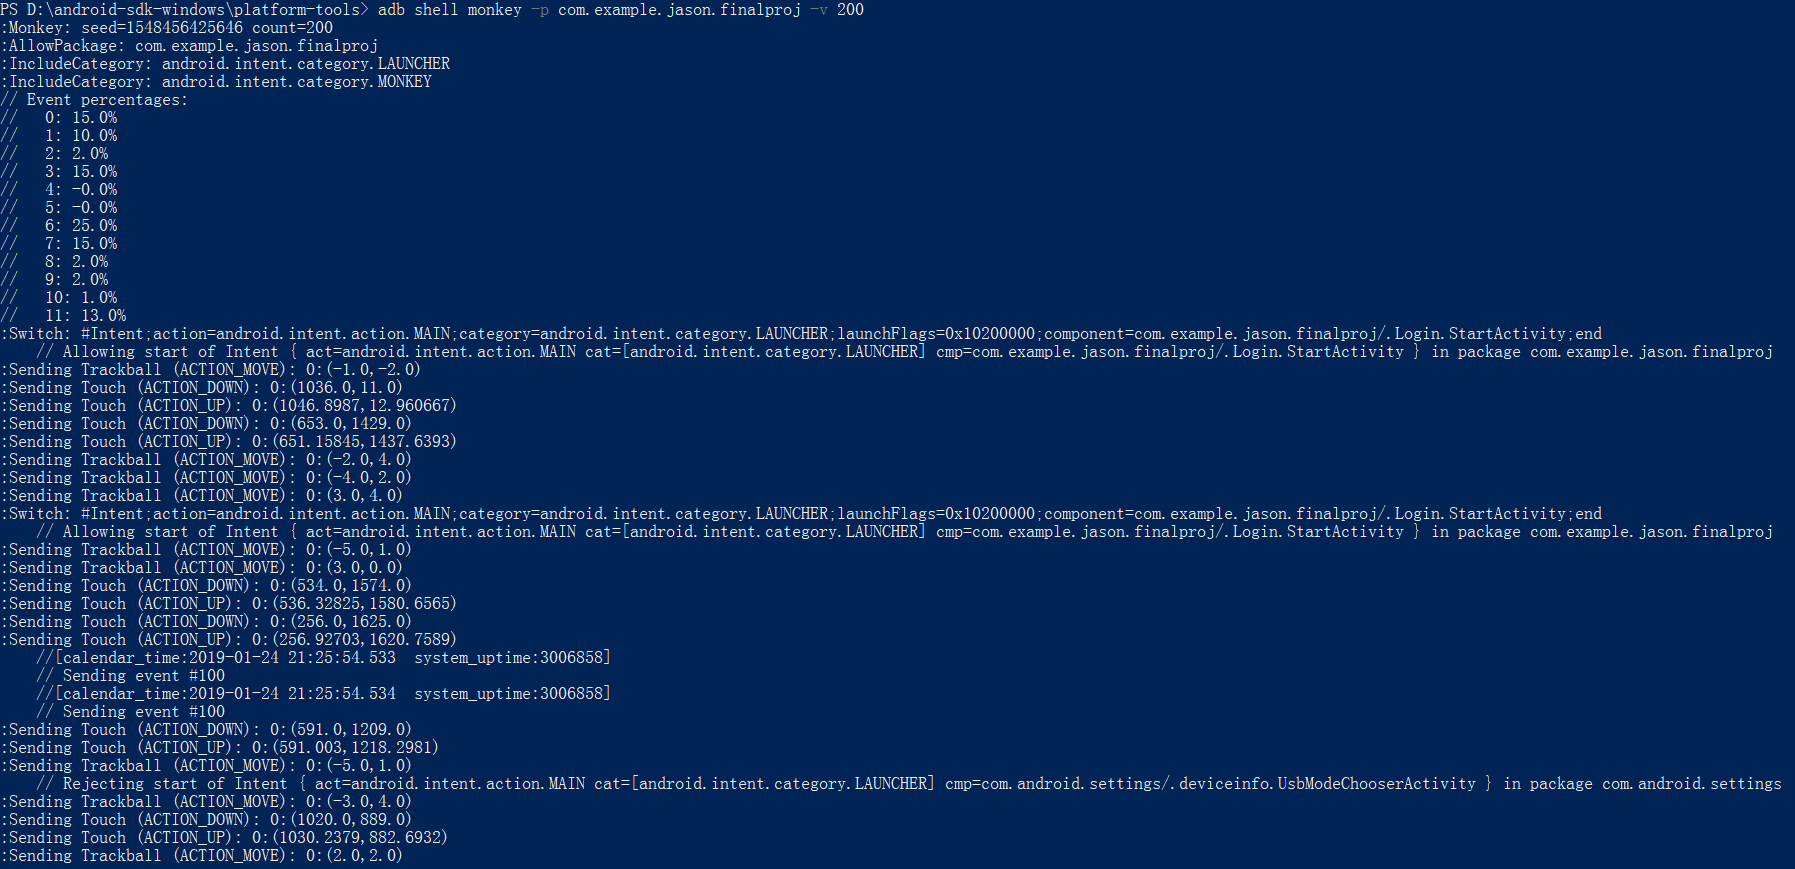 PS D:\android-sdk-windows\platform-tools> adb shell monkey -p com.example.jason.finalproj -v 200
:Monkey: seed=1548456425646 count=200
:AllowPackage: com.example.jason.finalproj
:IncludeCategory: android.intent.category.LAUNCHER
:IncludeCategory: android.intent.category.MONKEY
// Event percentages:
//   0: 15.0%
//   1: 10.0%
//   2: 2.0%
//   3: 15.0%
//   4: -0.0%
//   5: -0.0%
//   6: 25.0%
//   7: 15.0%
//   8: 2.0%
//   9: 2.0%
//   10: 1.0%
//   11: 13.0%
:Switch: #Intent;action=android.intent.action.MAIN;category=android.intent.category.LAUNCHER;launchFlags=0x10200000;component=com.example.jason.finalproj/.Login.StartActivity;end
    // Allowing start of Intent { act=android.intent.action.MAIN cat=[android.intent.category.LAUNCHER] cmp=com.example.jason.finalproj/.Login.StartActivity } in package com.example.jason.finalproj
:Sending Trackball (ACTION_MOVE): 0:(-1.0,-2.0)
:Sending Touch (ACTION_DOWN): 0:(1036.0,11.0)
:Sending Touch (ACTION_UP): 0:(1046.8987,12.960667)
:Sending Touch (ACTION_DOWN): 0:(653.0,1429.0)
:Sending Touch (ACTION_UP): 0:(651.15845,1437.6393)
:Sending Trackball (ACTION_MOVE): 0:(-2.0,4.0)
:Sending Trackball (ACTION_MOVE): 0:(-4.0,2.0)
:Sending Trackball (ACTION_MOVE): 0:(3.0,4.0)
:Switch: #Intent;action=android.intent.action.MAIN;category=android.intent.category.LAUNCHER;launchFlags=0x10200000;component=com.example.jason.finalproj/.Login.StartActivity;end
    // Allowing start of Intent { act=android.intent.action.MAIN cat=[android.intent.category.LAUNCHER] cmp=com.example.jason.finalproj/.Login.StartActivity } in package com.example.jason.finalproj
:Sending Trackball (ACTION_MOVE): 0:(-5.0,1.0)
:Sending Trackball (ACTION_MOVE): 0:(3.0,0.0)
:Sending Touch (ACTION_DOWN): 0:(534.0,1574.0)
:Sending Touch (ACTION_UP): 0:(536.32825,1580.6565)
:Sending Touch (ACTION_DOWN): 0:(256.0,1625.0)
:Sending Touch (ACTION_UP): 0:(256.92703,1620.7589)
    //[calendar_time:2019-01-24 21:25:54.533  system_uptime:3006858]
    // Sending event #100
    //[calendar_time:2019-01-24 21:25:54.534  system_uptime:3006858]
    // Sending event #100
:Sending Touch (ACTION_DOWN): 0:(591.0,1209.0)
:Sending Touch (ACTION_UP): 0:(591.003,1218.2981)
:Sending Trackball (ACTION_MOVE): 0:(-5.0,1.0)
    // Rejecting start of Intent { act=android.intent.action.MAIN cat=[android.intent.category.LAUNCHER] cmp=com.android.settings/.deviceinfo.UsbModeChooserActivity } in package com.android.settings
:Sending Trackball (ACTION_MOVE): 0:(-3.0,4.0)
:Sending Touch (ACTION_DOWN): 0:(1020.0,889.0)
:Sending Touch (ACTION_UP): 0:(1030.2379,882.6932)
:Sending Trackball (ACTION_MOVE): 0:(2.0,2.0)